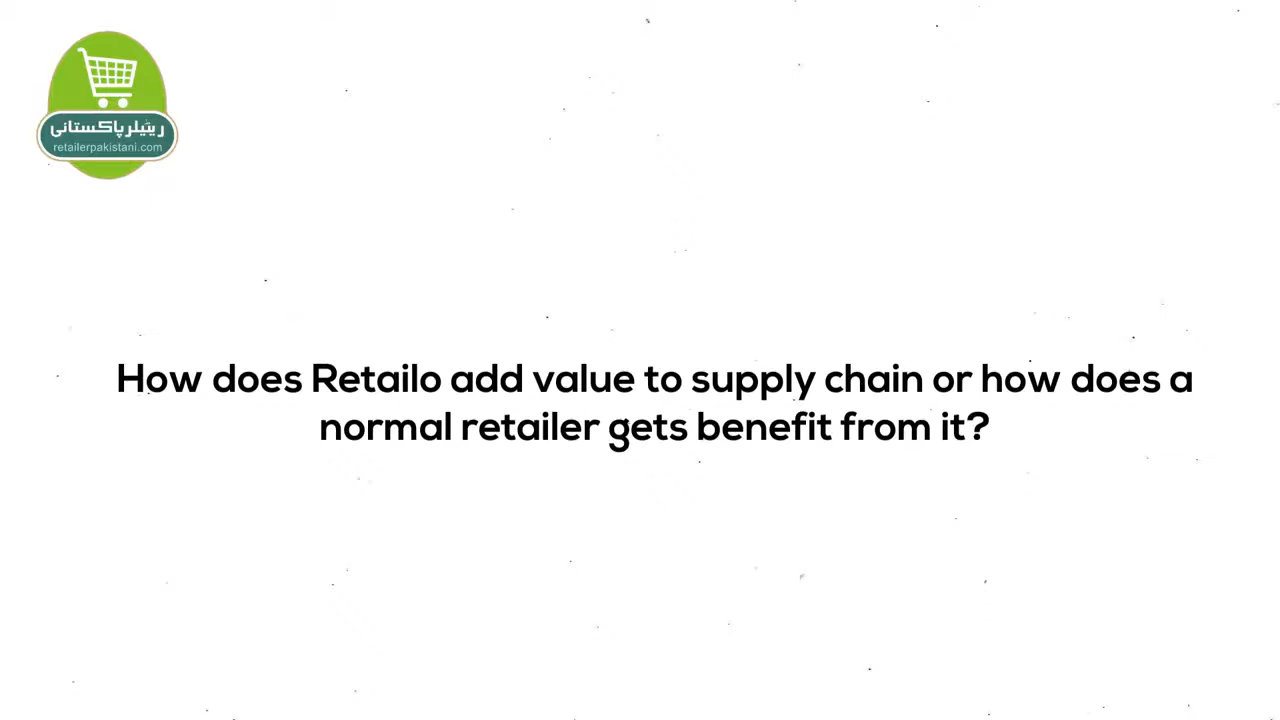 ریٹیلر پاکستانی
retailerpakistani.com
How does Retailo add value to supply chain or how does a
normal retailer gets benefit from it?